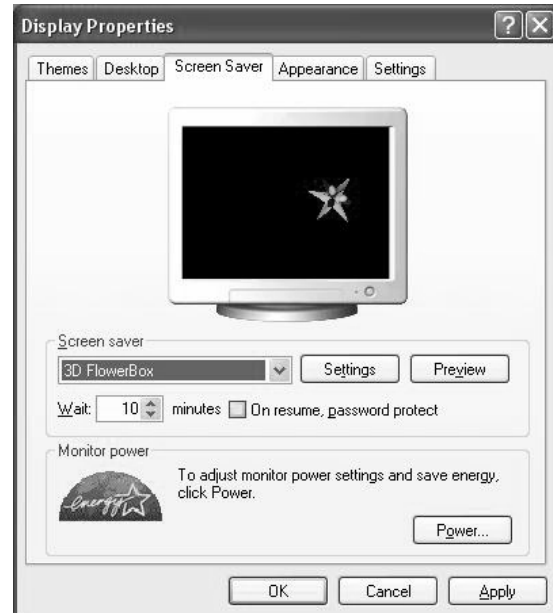 Display Properties
Themes Desktop Screen Saver Appearance Settings
Screen saver
3D FlowerBox Settings Preview
Wait: 10 minutes On resume, password protect
Monitor power
To adjust monitor power settings and save energy,
click Power.
energy
Power...
OK Cancel Apply